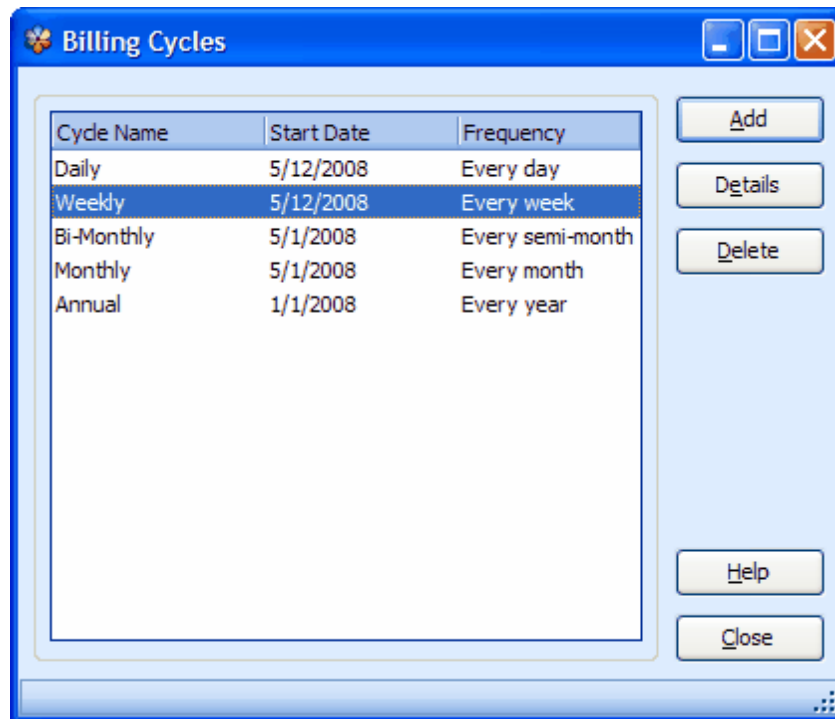 Billing Cycles
Cycle Name Start Date Frequency
Daily 5/12/2008 Every day
Weekly 5/12/2008 Every week
Bi-Monthly 5/1/2008 Every semi-month
Monthly 5/1/2008 Every month
Annual 1/1/2008 Every year
Add
Details
Delete
Help
Close